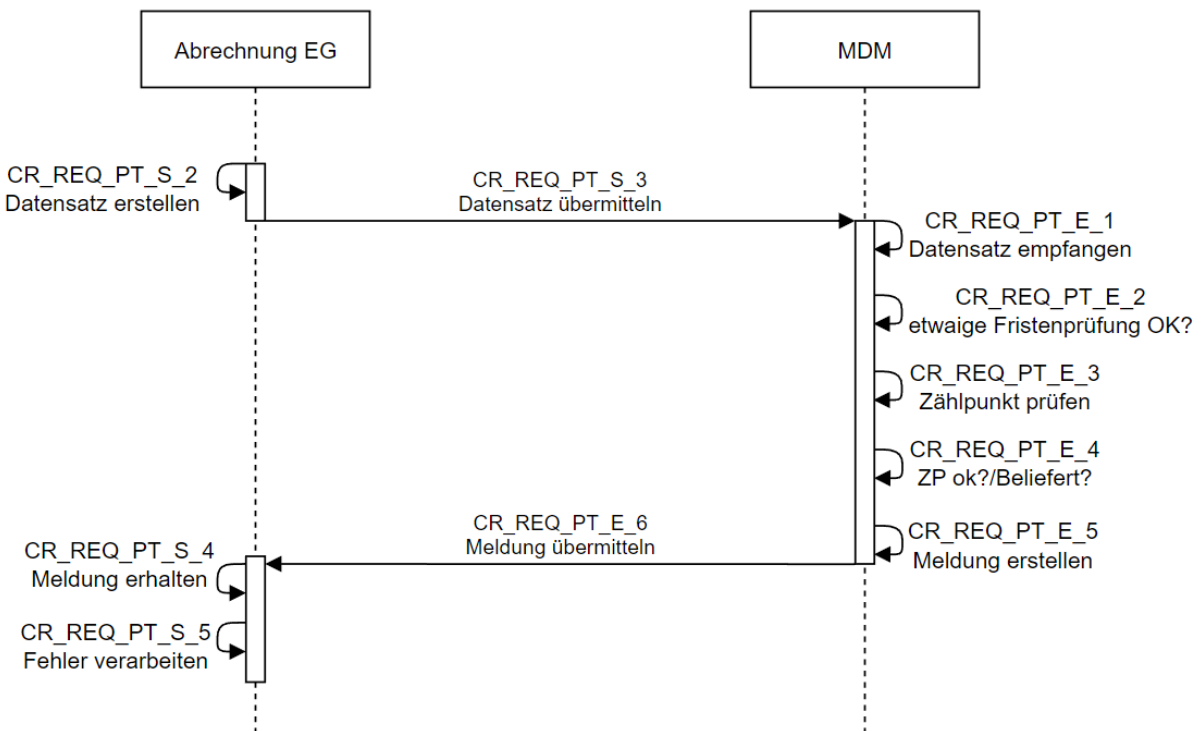 Abrechnung EG
MDM
CR_REQ_PT_S_2
Datensatz erstellen
CR_REQ_PT_S_3
Datensatz übermitteln
CR_REQ_PT_E_1
Datensatz empfangen
CR_REQ_PT_E_2
etwaige Fristenprüfung OK?
CR_REQ_PT_E_3
Zählpunkt prüfen
CR_REQ_PT_E_4
ZP ok?/Beliefert?
CR_REQ_PT_E_5
Meldung erstellen
CR_REQ_PT_E_6
Meldung übermitteln
CR_REQ_PT_S_4
Meldung erhalten
CR_REQ_PT_S_5
Fehler verarbeiten